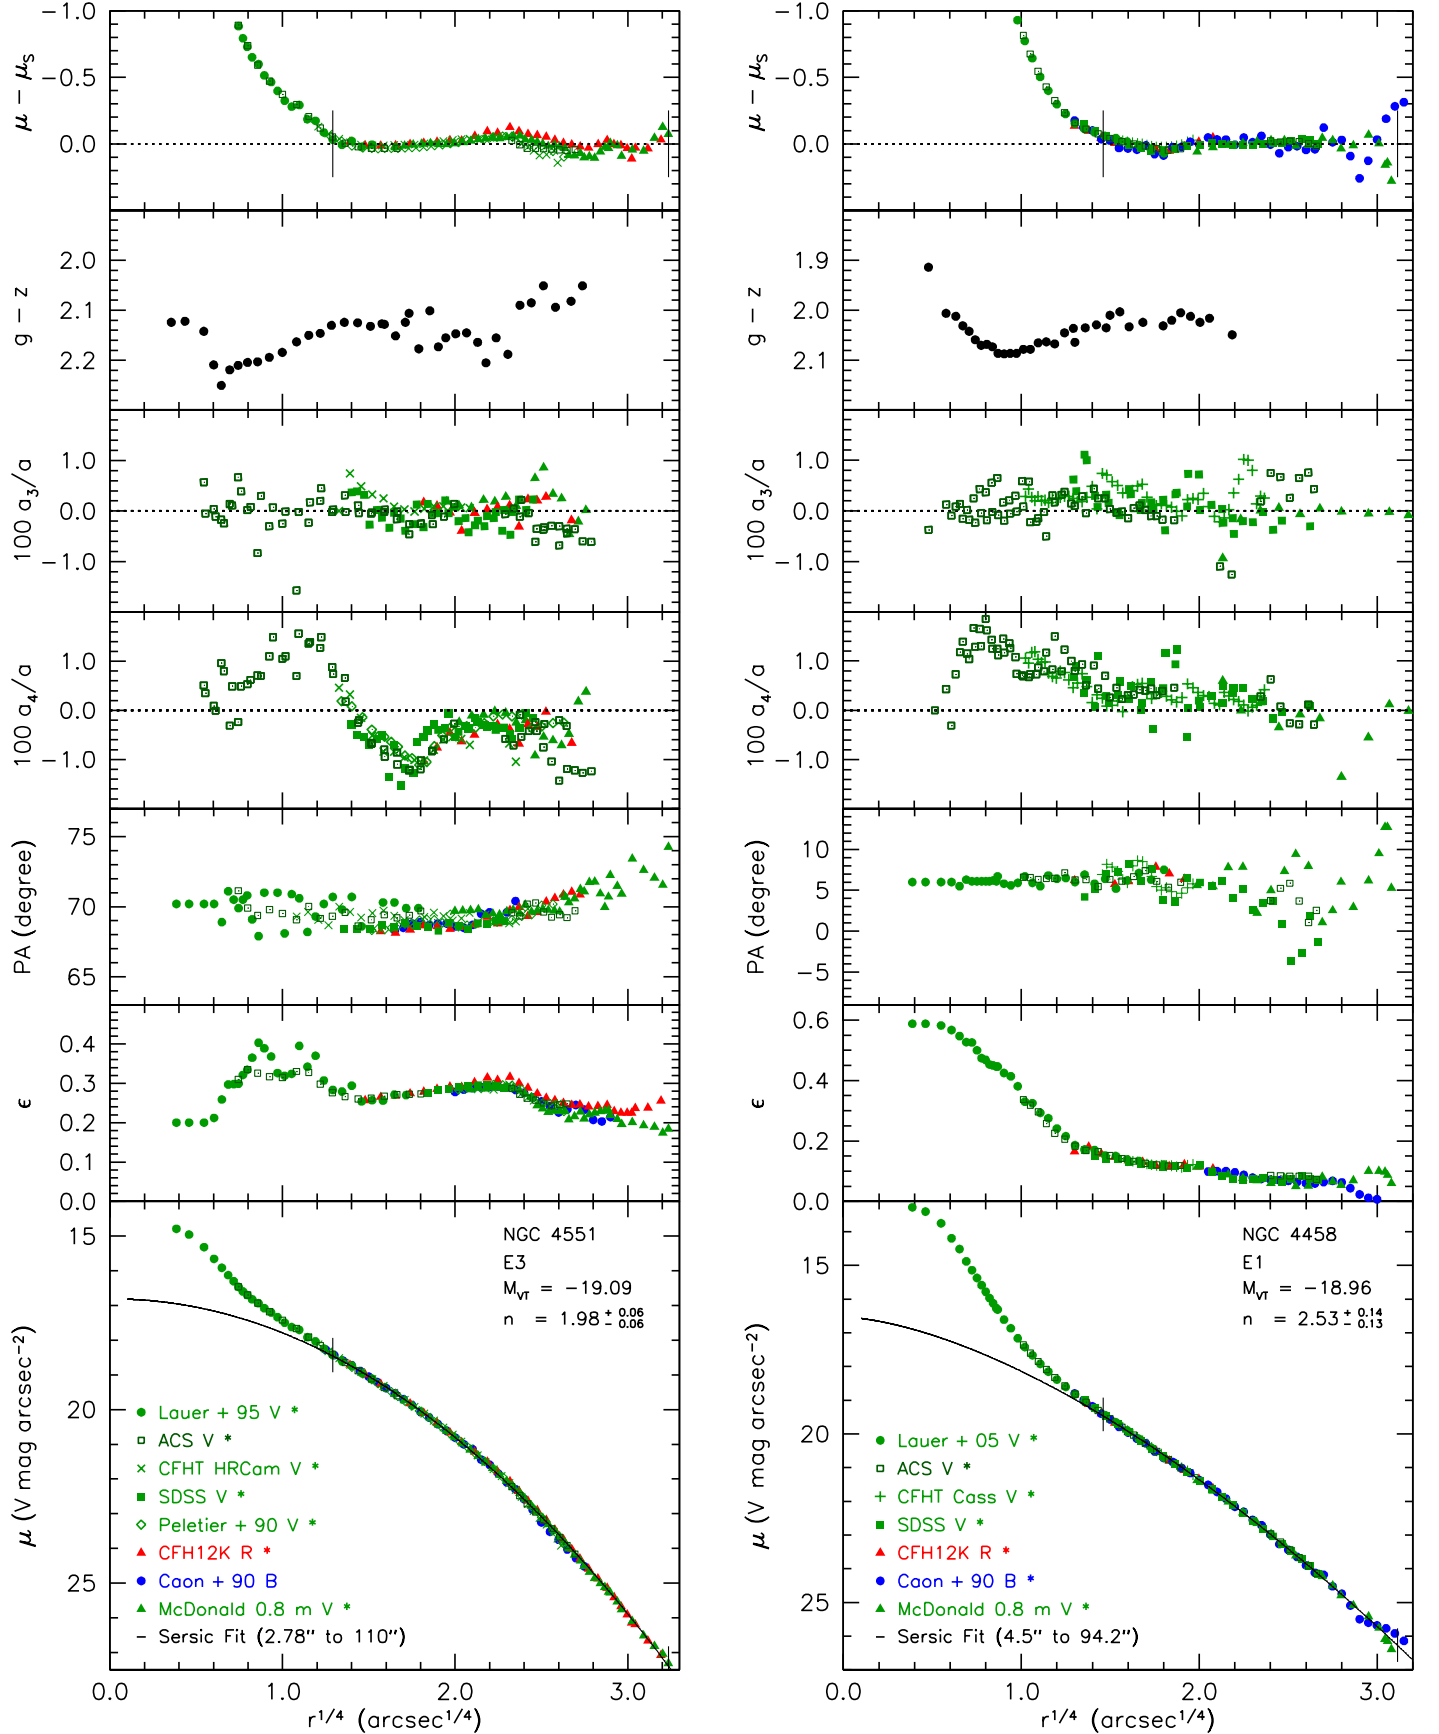 −1.0
−0.5
0.0
μ − μS
2.0
2.1
2.2
g − z
1.0
0.0
−1.0
100 a3/a
1.0
0.0
−1.0
100 a4/a
75
70
65
PA (degree)
0.4
0.3
0.2
0.1
0.0
ϵ
15
20
25
μ (V mag arcsec−2)
NGC 4551
E3
MVT = −19.09
n = 1.98 + 0.06 − 0.06
Lauer + 95 V *
ACS V *
CFHT HRCam V *
SDSS V *
Peletier + 90 V *
CFH12K R *
Caon + 90 B
McDonald 0.8 m V *
− Sersic Fit (2.78" to 110")
0.0 1.0 2.0 3.0
r1/4 (arcsec1/4)
−1.0
−0.5
0.0
μ − μS
1.9
2.0
2.1
g − z
1.0
0.0
−1.0
100 a3/a
1.0
0.0
−1.0
100 a4/a
10
5
0
−5
PA (degree)
0.6
0.4
0.2
0.0
ϵ
15
20
25
μ (V mag arcsec−2)
NGC 4458
E1
MVT = −18.96
n = 2.53 + 0.14 − 0.13
Lauer + 05 V *
ACS V *
CFHT Cass V *
SDSS V *
CFH12K R *
Caon + 90 B *
McDonald 0.8 m V *
− Sersic Fit (4.5" to 94.2")
0.0 1.0 2.0 3.0
r1/4 (arcsec1/4)